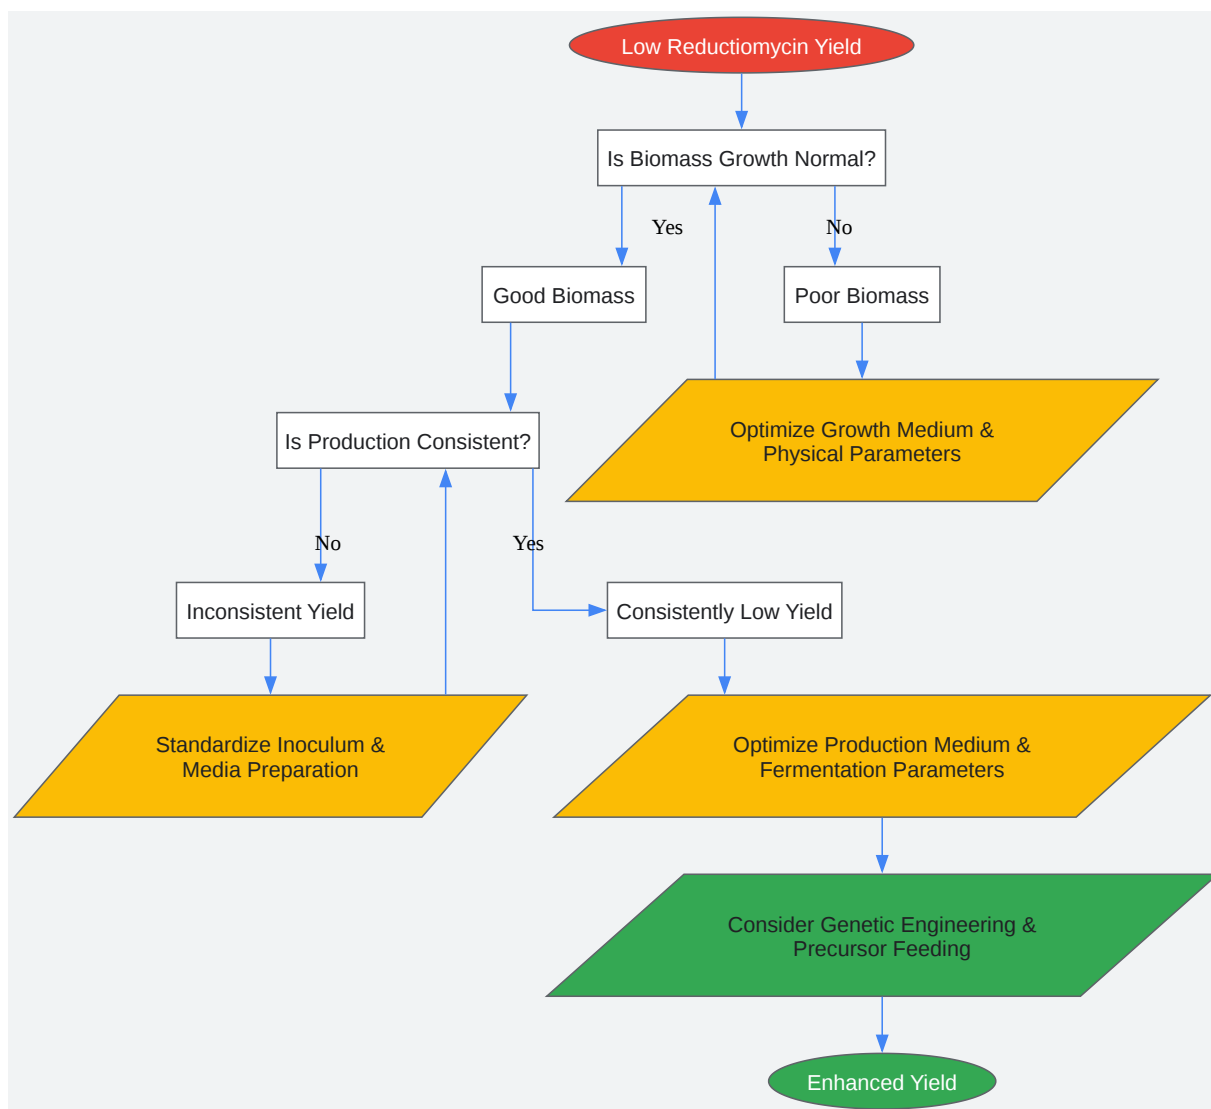 Low Reductiomycin Yield
Is Biomass Growth Normal?
Yes
No
Good Biomass
Poor Biomass
Optimize Growth Medium &
Physical Parameters
Is Production Consistent?
No
Yes
Inconsistent Yield
Consistently Low Yield
Standardize Inoculum &
Media Preparation
Optimize Production Medium &
Fermentation Parameters
Consider Genetic Engineering &
Precursor Feeding
Enhanced Yield